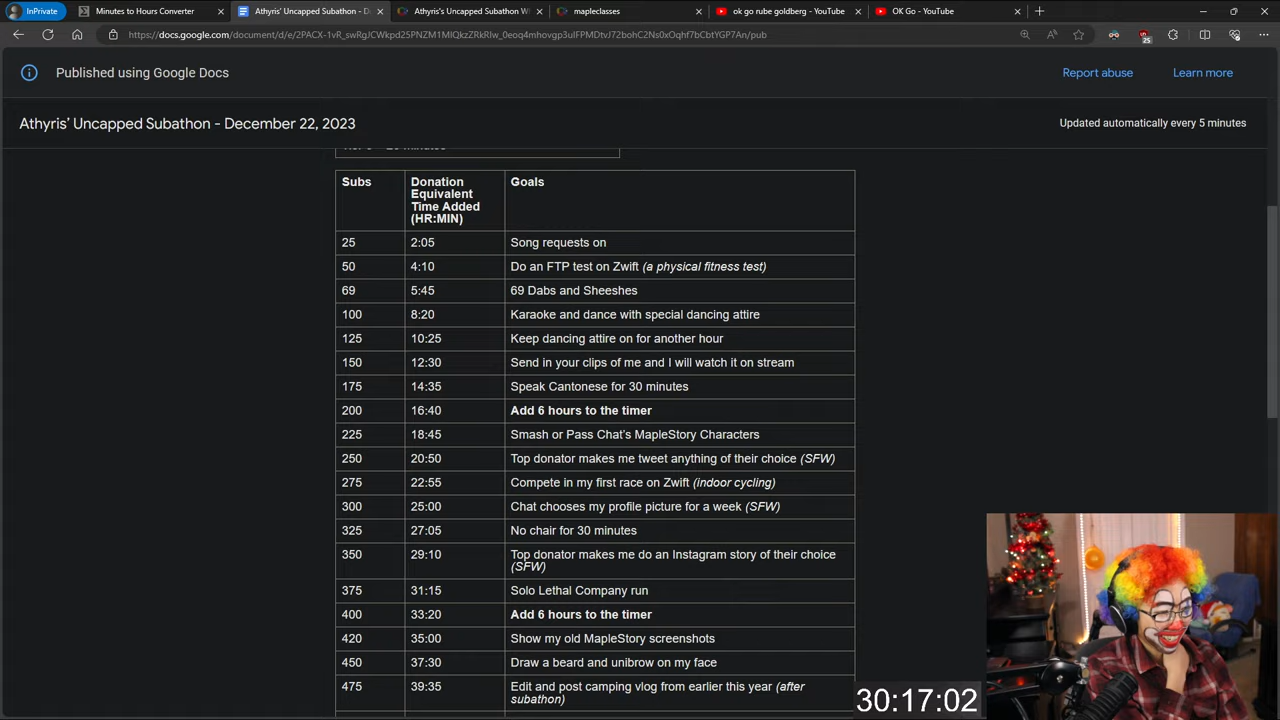 InPrivate
Minutes to Hours Converter
Athyris' Uncapped Subathon - D
Athyris's Uncapped Subathon W
mapleclasses
ok go rube goldberg - YouTube
OK Go - YouTube
https://docs.google.com/document/d/e/2PACX-1vR_swRgJCWkpd25PNZM1MIQkzZRkRIw_0eoq4mhovgp3uIFPMDtvJ72bohC2Ns0xOqhf7bCbtYGP7An/pub
25
Published using Google Docs
Report abuse
Learn more
Athyris' Uncapped Subathon - December 22, 2023
Updated automatically every 5 minutes
Subs
Donation
Equivalent
Time Added
(HR:MIN)
Goals
25 2:05 Song requests on
50 4:10 Do an FTP test on Zwift (a physical fitness test)
69 5:45 69 Dabs and Sheeshes
100 8:20 Karaoke and dance with special dancing attire
125 10:25 Keep dancing attire on for another hour
150 12:30 Send in your clips of me and I will watch it on stream
175 14:35 Speak Cantonese for 30 minutes
200 16:40 Add 6 hours to the timer
225 18:45 Smash or Pass Chat's MapleStory Characters
250 20:50 Top donator makes me tweet anything of their choice (SFW)
275 22:55 Compete in my first race on Zwift (indoor cycling)
300 25:00 Chat chooses my profile picture for a week (SFW)
325 27:05 No chair for 30 minutes
350 29:10 Top donator makes me do an Instagram story of their choice
(SFW)
375 31:15 Solo Lethal Company run
400 33:20 Add 6 hours to the timer
420 35:00 Show my old MapleStory screenshots
450 37:30 Draw a beard and unibrow on my face
475 39:35 Edit and post camping vlog from earlier this year (after
subathon)
30:17:02